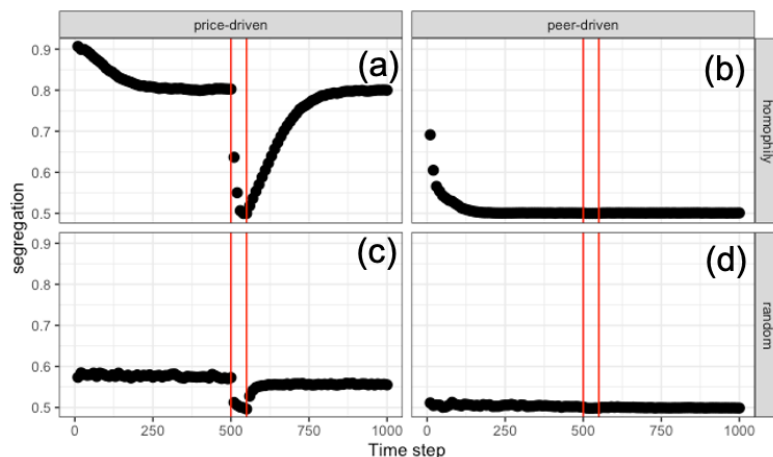 price-driven
peer-driven
(a)
(b)
homophily
0.9
0.8
0.7
0.6
0.5
segregation
(c)
(d)
random
0.9
0.8
0.7
0.6
0.5
0 250 500 750 1000
0 250 500 750 1000
Time step